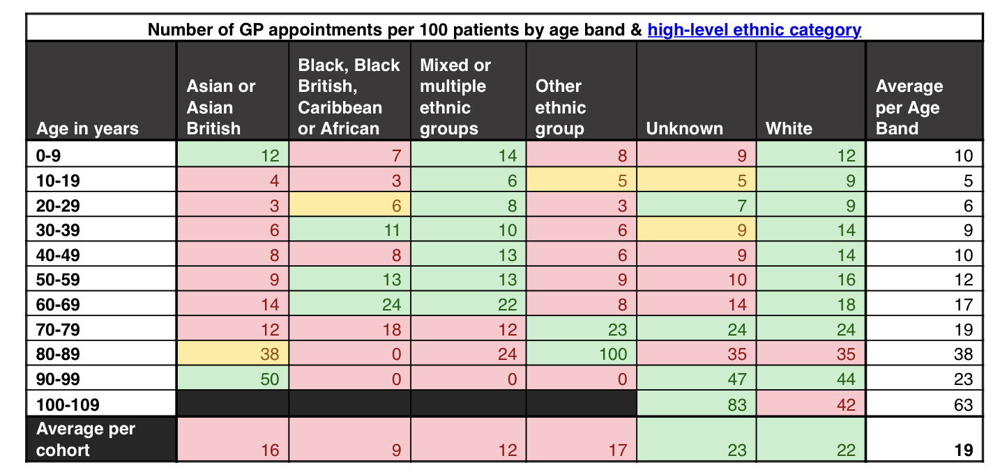 Number of GP appointments per 100 patients by age band & high-level ethnic category
Age in years Asian or Asian British Black, Black British, Caribbean or African Mixed or multiple ethnic groups Other ethnic group Unknown White Average per Age Band
0-9 12 7 14 8 9 12 10
10-19 4 3 6 5 5 9 5
20-29 3 6 8 3 7 9 6
30-39 6 11 10 6 9 14 9
40-49 8 8 13 6 9 14 10
50-59 9 13 13 9 10 16 12
60-69 14 24 22 8 14 18 17
70-79 12 18 12 23 24 24 19
80-89 38 0 24 100 35 35 38
90-99 50 0 0 0 47 44 23
100-109 83 42 63
Average per cohort 16 9 12 17 23 22 19